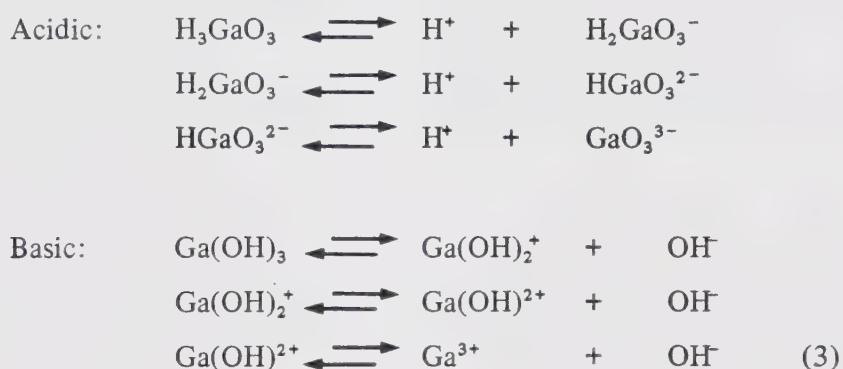 Acidic: H₃GaO₃ ⇌ H⁺ + H₂GaO₃⁻
H₂GaO₃⁻ ⇌ H⁺ + HGaO₃²⁻
HGaO₃²⁻ ⇌ H⁺ + GaO₃³⁻
Basic: Ga(OH)₃ ⇌ Ga(OH)₂⁺ + OH⁻
Ga(OH)₂⁺ ⇌ Ga(OH)²⁺ + OH⁻
Ga(OH)²⁺ ⇌ Ga³⁺ + OH⁻ (3)